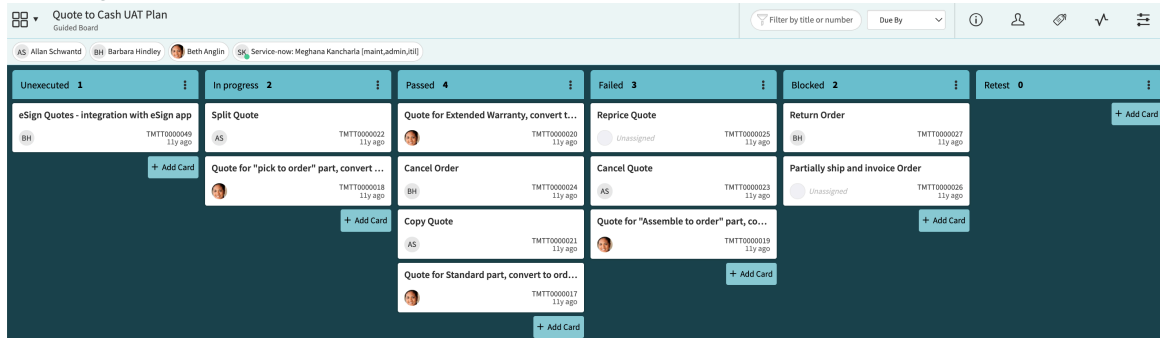 Quote to Cash UAT Plan
Guided Board
Filter by title or number
Due By
AS Allan Schwantd
BH Barbara Hindley
Beth Anglin
SK Service-now: Meghana Kancharla [maint,admin,itil]
Unexecuted 1
eSign Quotes - integration with eSign app
BH
TMTT0000049
11y ago
+ Add Card
In progress 2
Split Quote
AS
TMTT0000022
11y ago
Quote for "pick to order" part, convert ...
TMTT0000018
11y ago
+ Add Card
Passed 4
Quote for Extended Warranty, convert t...
TMTT0000020
11y ago
Cancel Order
BH
TMTT0000024
11y ago
Copy Quote
AS
TMTT0000021
11y ago
Quote for Standard part, convert to ord...
TMTT0000017
11y ago
+ Add Card
Failed 3
Reprice Quote
Unassigned
TMTT0000025
11y ago
Cancel Quote
AS
TMTT0000023
11y ago
Quote for "Assemble to order" part, co...
TMTT0000019
11y ago
+ Add Card
Blocked 2
Return Order
BH
TMTT0000027
11y ago
Partially ship and invoice Order
Unassigned
TMTT0000026
11y ago
+ Add Card
Retest 0
+ Add Card